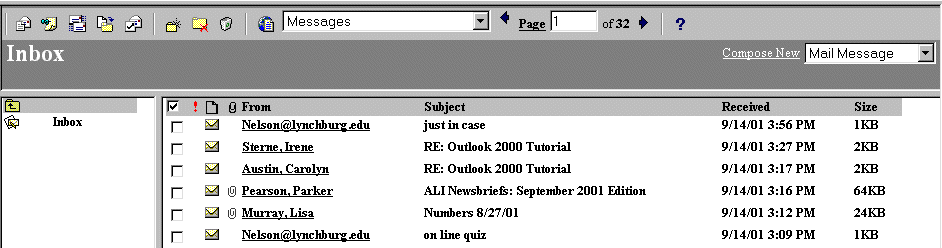 Messages Page 1 of 32 ?
Inbox Compose New Mail Message
! From Subject Received Size
Inbox Nelson@lynchburg.edu just in case 9/14/01 3:56 PM 1KB
Sterne, Irene RE: Outlook 2000 Tutorial 9/14/01 3:27 PM 2KB
Austin, Carolyn RE: Outlook 2000 Tutorial 9/14/01 3:17 PM 2KB
Pearson, Parker ALI Newsbriefs: September 2001 Edition 9/14/01 3:16 PM 64KB
Murray, Lisa Numbers 8/27/01 9/14/01 3:12 PM 24KB
Nelson@lynchburg.edu on line quiz 9/14/01 3:09 PM 1KB